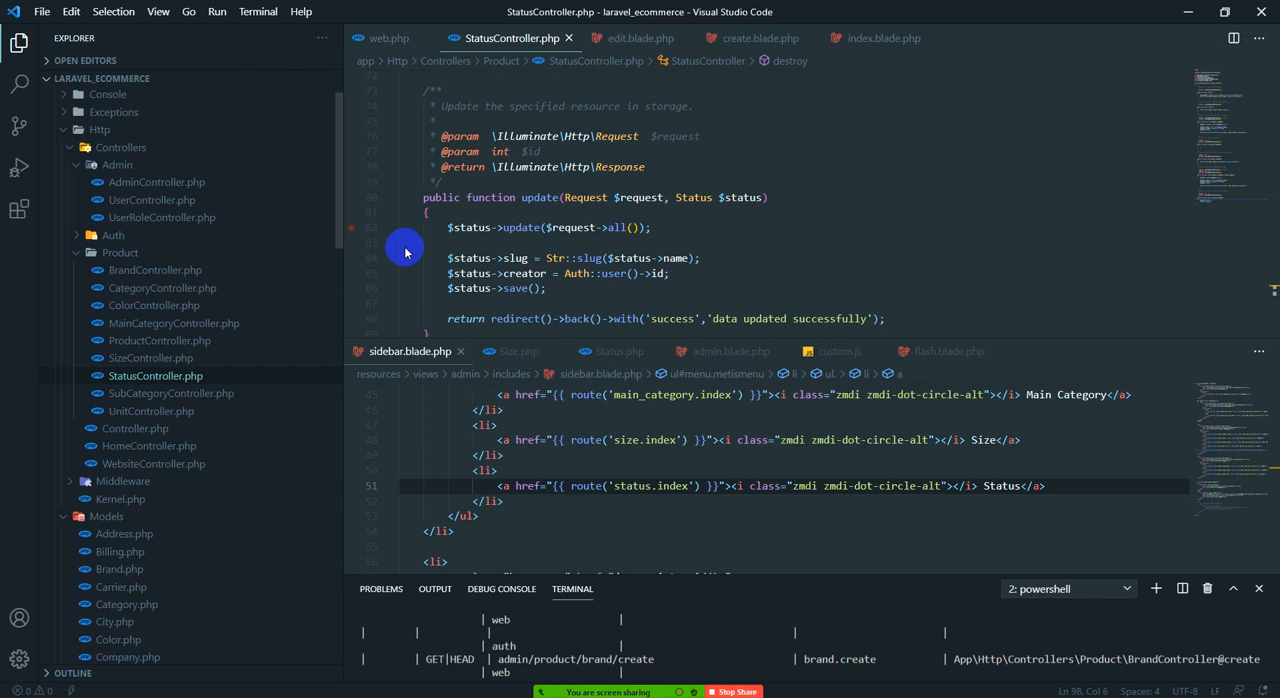 File Edit Selection View Go Run Terminal Help
StatusController.php - laravel_ecommerce - Visual Studio Code
EXPLORER
OPEN EDITORS
LARAVEL_ECOMMERCE
Console
Exceptions
Http
Controllers
Admin
AdminController.php
UserController.php
UserRoleController.php
Auth
Product
BrandController.php
CategoryController.php
ColorController.php
MainCategoryController.php
ProductController.php
SizeController.php
StatusController.php
SubCategoryController.php
UnitController.php
Controller.php
HomeController.php
WebsiteController.php
Middleware
Kernel.php
Models
Address.php
Billing.php
Brand.php
Carrier.php
Category.php
City.php
Color.php
Company.php
OUTLINE
web.php StatusController.php edit.blade.php create.blade.php index.blade.php
app > Http > Controllers > Product > StatusController.php > StatusController > destroy
72
73 /**
74 * Update the specified resource in storage.
75 *
76 * @param \Illuminate\Http\Request $request
77 * @param int $id
78 * @return \Illuminate\Http\Response
79 */
80 public function update(Request $request, Status $status)
81 {
82 $status->update($request->all());
83
84 $status->slug = Str::slug($status->name);
85 $status->creator = Auth::user()->id;
86 $status->save();
87
88 return redirect()->back()->with('success','data updated successfully');
89 }
sidebar.blade.php Size.php Status.php admin.blade.php custom.js flash.blade.php
resources > views > admin > includes > sidebar.blade.php > ul#menu.metismenu > li > ul. > li > a
45 <a href="{{ route('main_category.index') }}"><i class="zmdi zmdi-dot-circle-alt"></i> Main Category</a>
46 </li>
47 <li>
48 <a href="{{ route('size.index') }}"><i class="zmdi zmdi-dot-circle-alt"></i> Size</a>
49 </li>
50 <li>
51 <a href="{{ route('status.index') }}"><i class="zmdi zmdi-dot-circle-alt"></i> Status</a>
52 </li>
53 </ul>
54 </li>
55
56 <li>
PROBLEMS OUTPUT DEBUG CONSOLE TERMINAL 2: powershell
| web |
| | | | |
| auth |
| | GET|HEAD | admin/product/brand/create | brand.create | App\Http\Controllers\Product\BrandController@create
| web |
0 0 You are screen sharing Stop Share Ln 98, Col 6 Spaces: 4 UTF-8 LF PHP